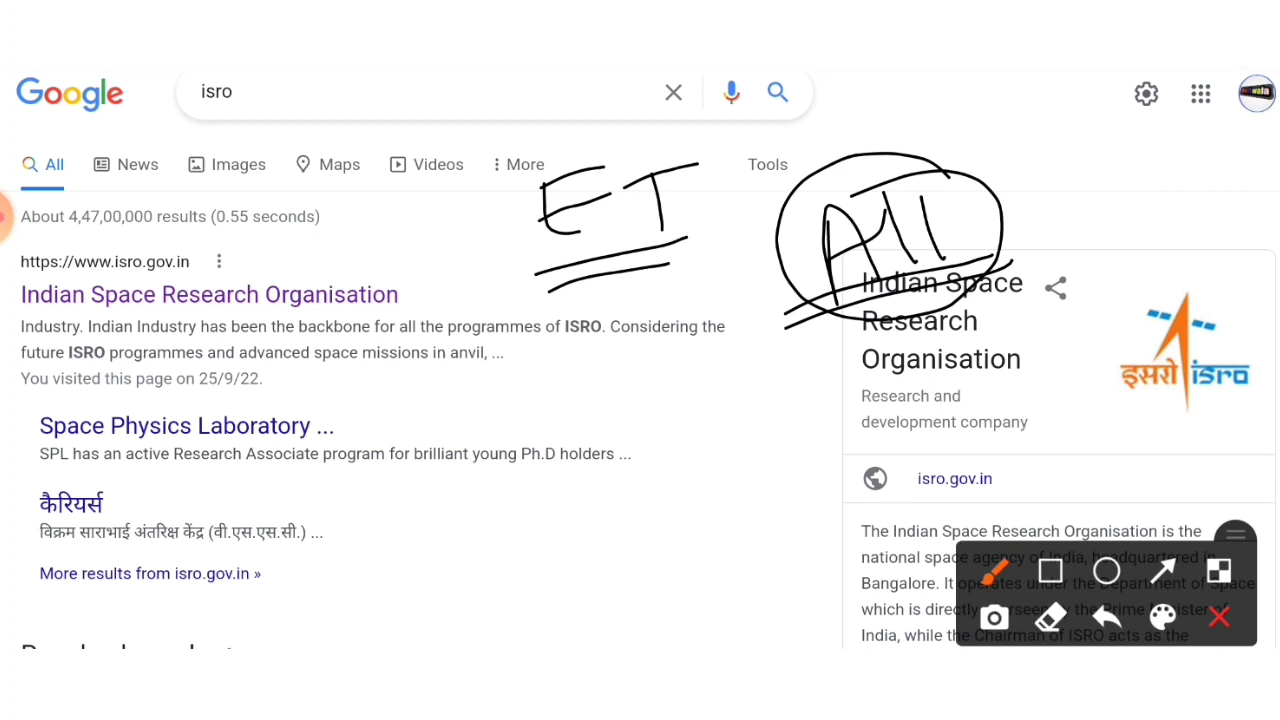 Google
isro
All News Images Maps Videos More Tools
ET
About 4,47,00,000 results (0.55 seconds)
https://www.isro.gov.in
Indian Space Research Organisation
Industry. Indian Industry has been the backbone for all the programmes of ISRO. Considering the
future ISRO programmes and advanced space missions in anvil, ...
You visited this page on 25/9/22.
Space Physics Laboratory ...
SPL has an active Research Associate program for brilliant young Ph.D holders ...
कैरियर्स
विक्रम साराभाई अंतरिक्ष केंद्र (वी.एस.एस.सी.) ...
More results from isro.gov.in »
Indian Space
Research
Organisation
Research and
development company
इसरो isro
isro.gov.in
The Indian Space Research Organisation is the
national space agency of India, headquartered in
Bangalore. It operates under the Department of Space
which is directly overseen by the Prime Minister of
India, while the Chairman of ISRO acts as the